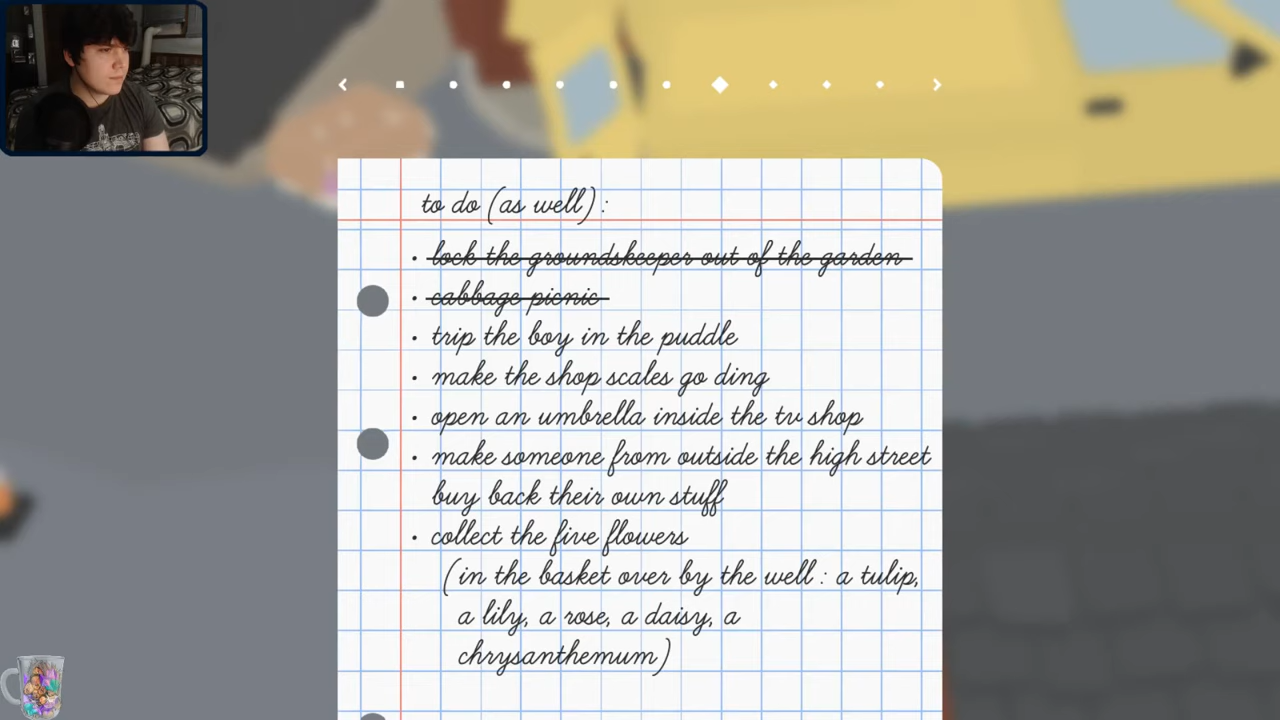 to do (as well) :
• lock the groundskeeper out of the garden
• cabbage picnic
• trip the boy in the puddle
• make the shop scales go ding
• open an umbrella inside the tv shop
• make someone from outside the high street
buy back their own stuff
• collect the five flowers
(in the basket over by the well : a tulip,
a lily, a rose, a daisy, a
chrysanthemum)